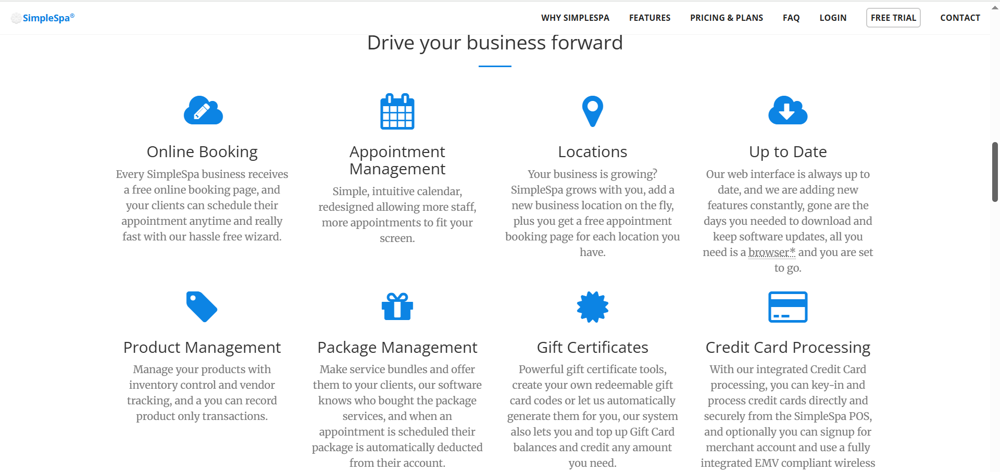 SimpleSpa®
WHY SIMPLESPA
FEATURES
PRICING & PLANS
FAQ
LOGIN
FREE TRIAL
CONTACT
Drive your business forward
Online Booking
Every SimpleSpa business receives
a free online booking page, and
your clients can schedule their
appointment anytime and really
fast with our hassle free wizard.
Appointment
Management
Simple, intuitive calendar,
redesigned allowing more staff,
more appointments to fit your
screen.
Locations
Your business is growing?
SimpleSpa grows with you, add a
new business location on the fly,
plus you get a free appointment
booking page for each location you
have.
Up to Date
Our web interface is always up to
date, and we are adding new
features constantly, gone are the
days you needed to download and
keep software updates, all you
need is a browser* and you are set
to go.
Product Management
Manage your products with
inventory control and vendor
tracking, and a you can record
product only transactions.
Package Management
Make service bundles and offer
them to your clients, our software
knows who bought the package
services, and when an
appointment is scheduled their
package is automatically deducted
from their account.
Gift Certificates
Powerful gift certificate tools,
create your own redeemable gift
card codes or let us automatically
generate them for you, our system
also lets you and top up Gift Card
balances and credit any amount
you need.
Credit Card Processing
With our integrated Credit Card
processing, you can key-in and
process credit cards directly and
securely from the SimpleSpa POS,
and optionally you can signup for
merchant account and use a fully
integrated EMV compliant wireless